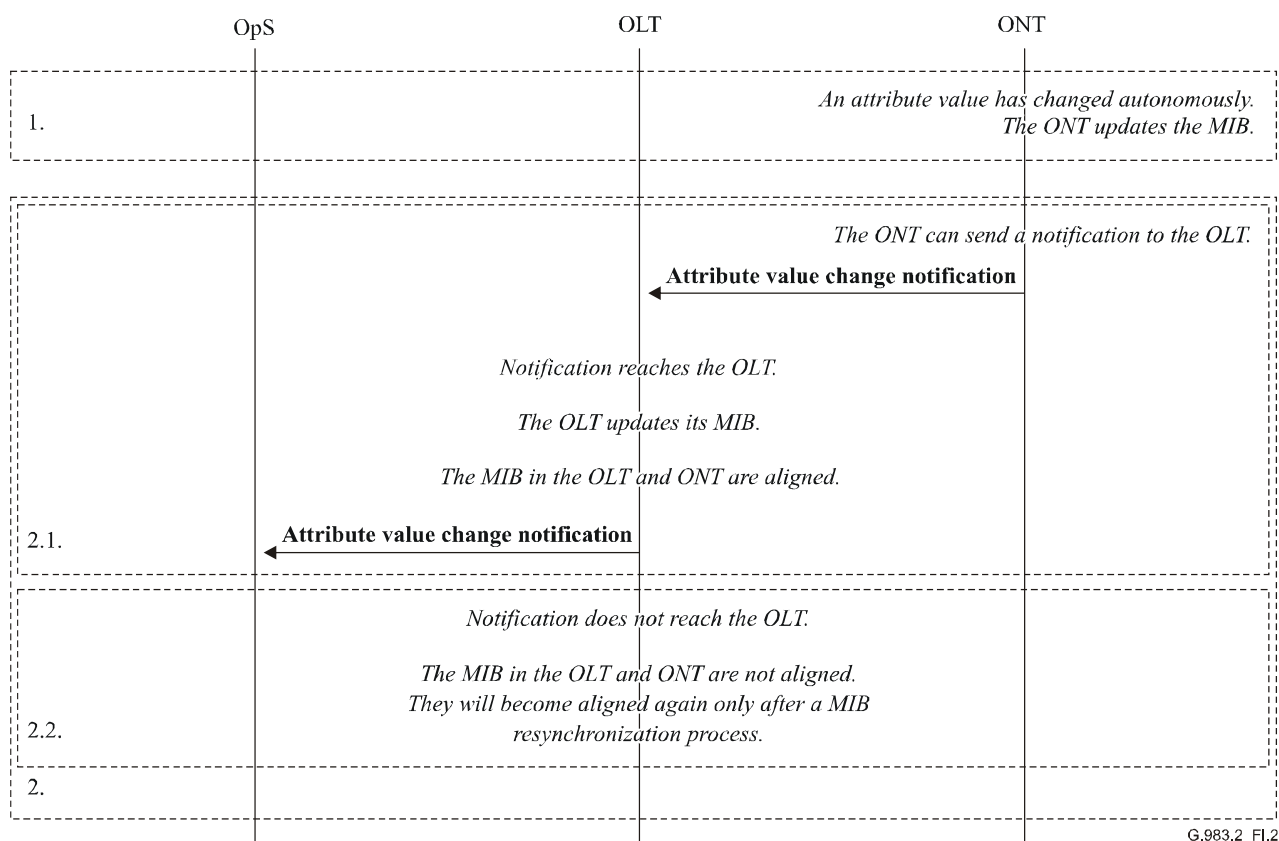 OpS OLT ONT
An attribute value has changed autonomously.
1.
The ONT updates the MIB.
The ONT can send a notification to the OLT.
Attribute value change notification
Notification reaches the OLT.
The OLT updates its MIB.
The MIB in the OLT and ONT are aligned.
Attribute value change notification
2.1.
Notification does not reach the OLT.
The MIB in the OLT and ONT are not aligned.
They will become aligned again only after a MIB
resynchronization process.
2.2.
2.
G.983.2_FI.2